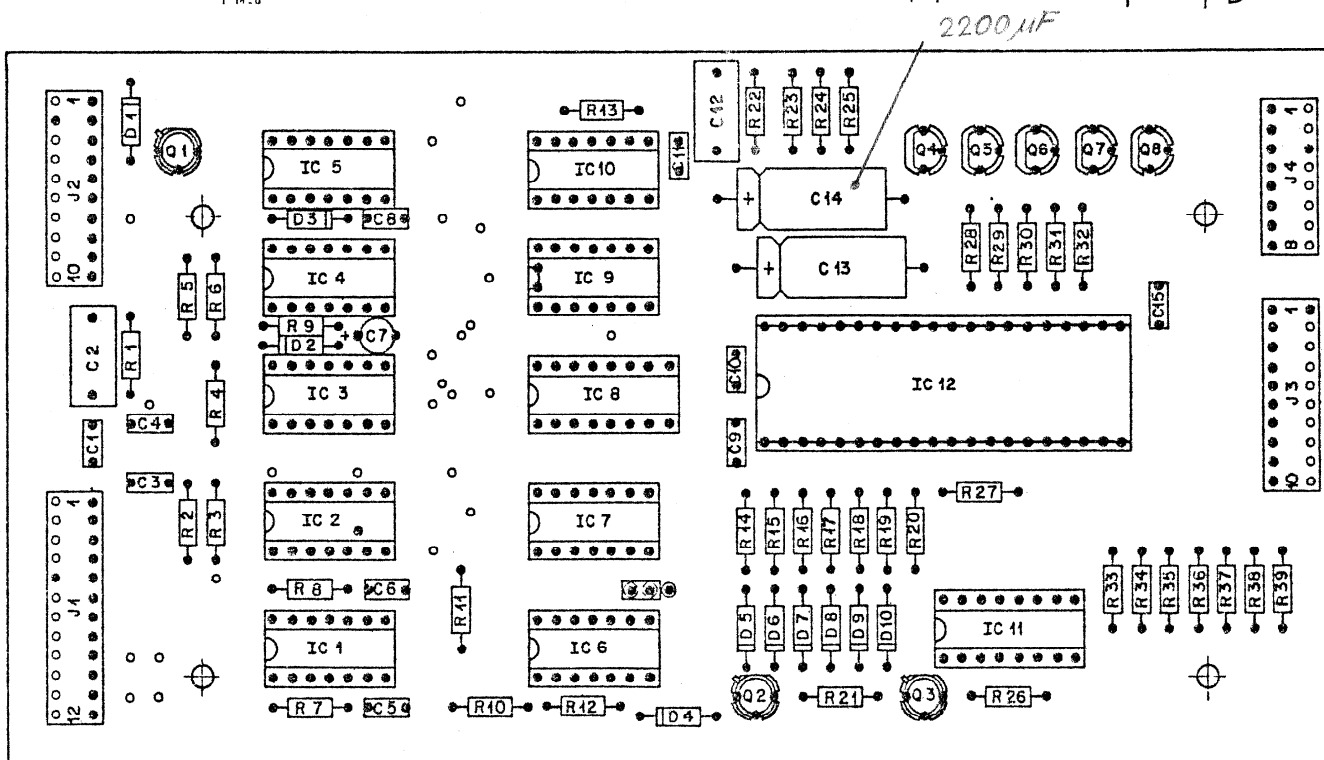 2200 µF
C12 R22 R23 R24 R25
1 D1 R13 1
J2 Q1 IC 5 IC10 C11 Q4 Q5 Q6 Q7 Q8 J4
+ C14
D3 C8 R28 R29 R30 R31 R32 8
10 R5 R6 IC 4 IC 9 + C13 C15
R9 1
C2 R1 D2 + C7
R4 IC 3 IC 8 C10 IC 12 J3
C1 C4 C9
C3 R27 10
1 R2 R3 IC 2 IC 7 R14 R15 R16 R17 R18 R19 R20
J1 R8 C6 R11 R33 R34 R35 R36 R37 R38 R39
IC 1 IC 6 D5 D6 D7 D8 D9 D10 IC 11
12 R7 C5 R10 R12 D4 Q2 R21 Q3 R26